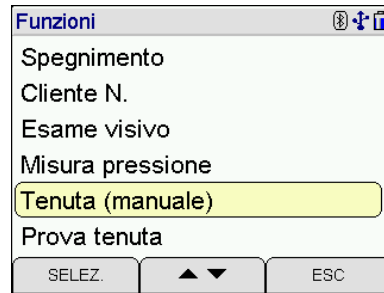 Funzioni
Spegnimento
Cliente N.
Esame visivo
Misura pressione
Tenuta (manuale)
Prova tenuta
SELEZ. ▲ ▼ ESC